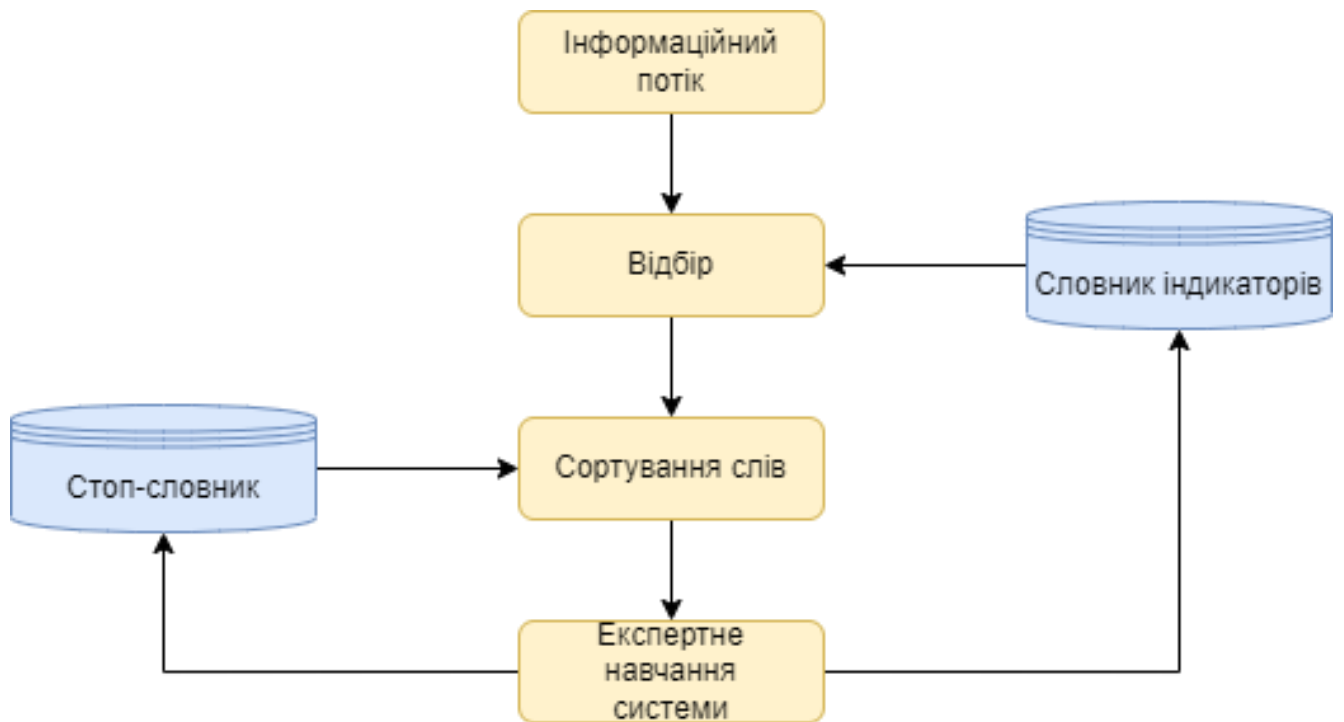 Інформаційний
потік
Відбір
Словник індикаторів
Стоп-словник
Сортування слів
Експертне
навчання
системи